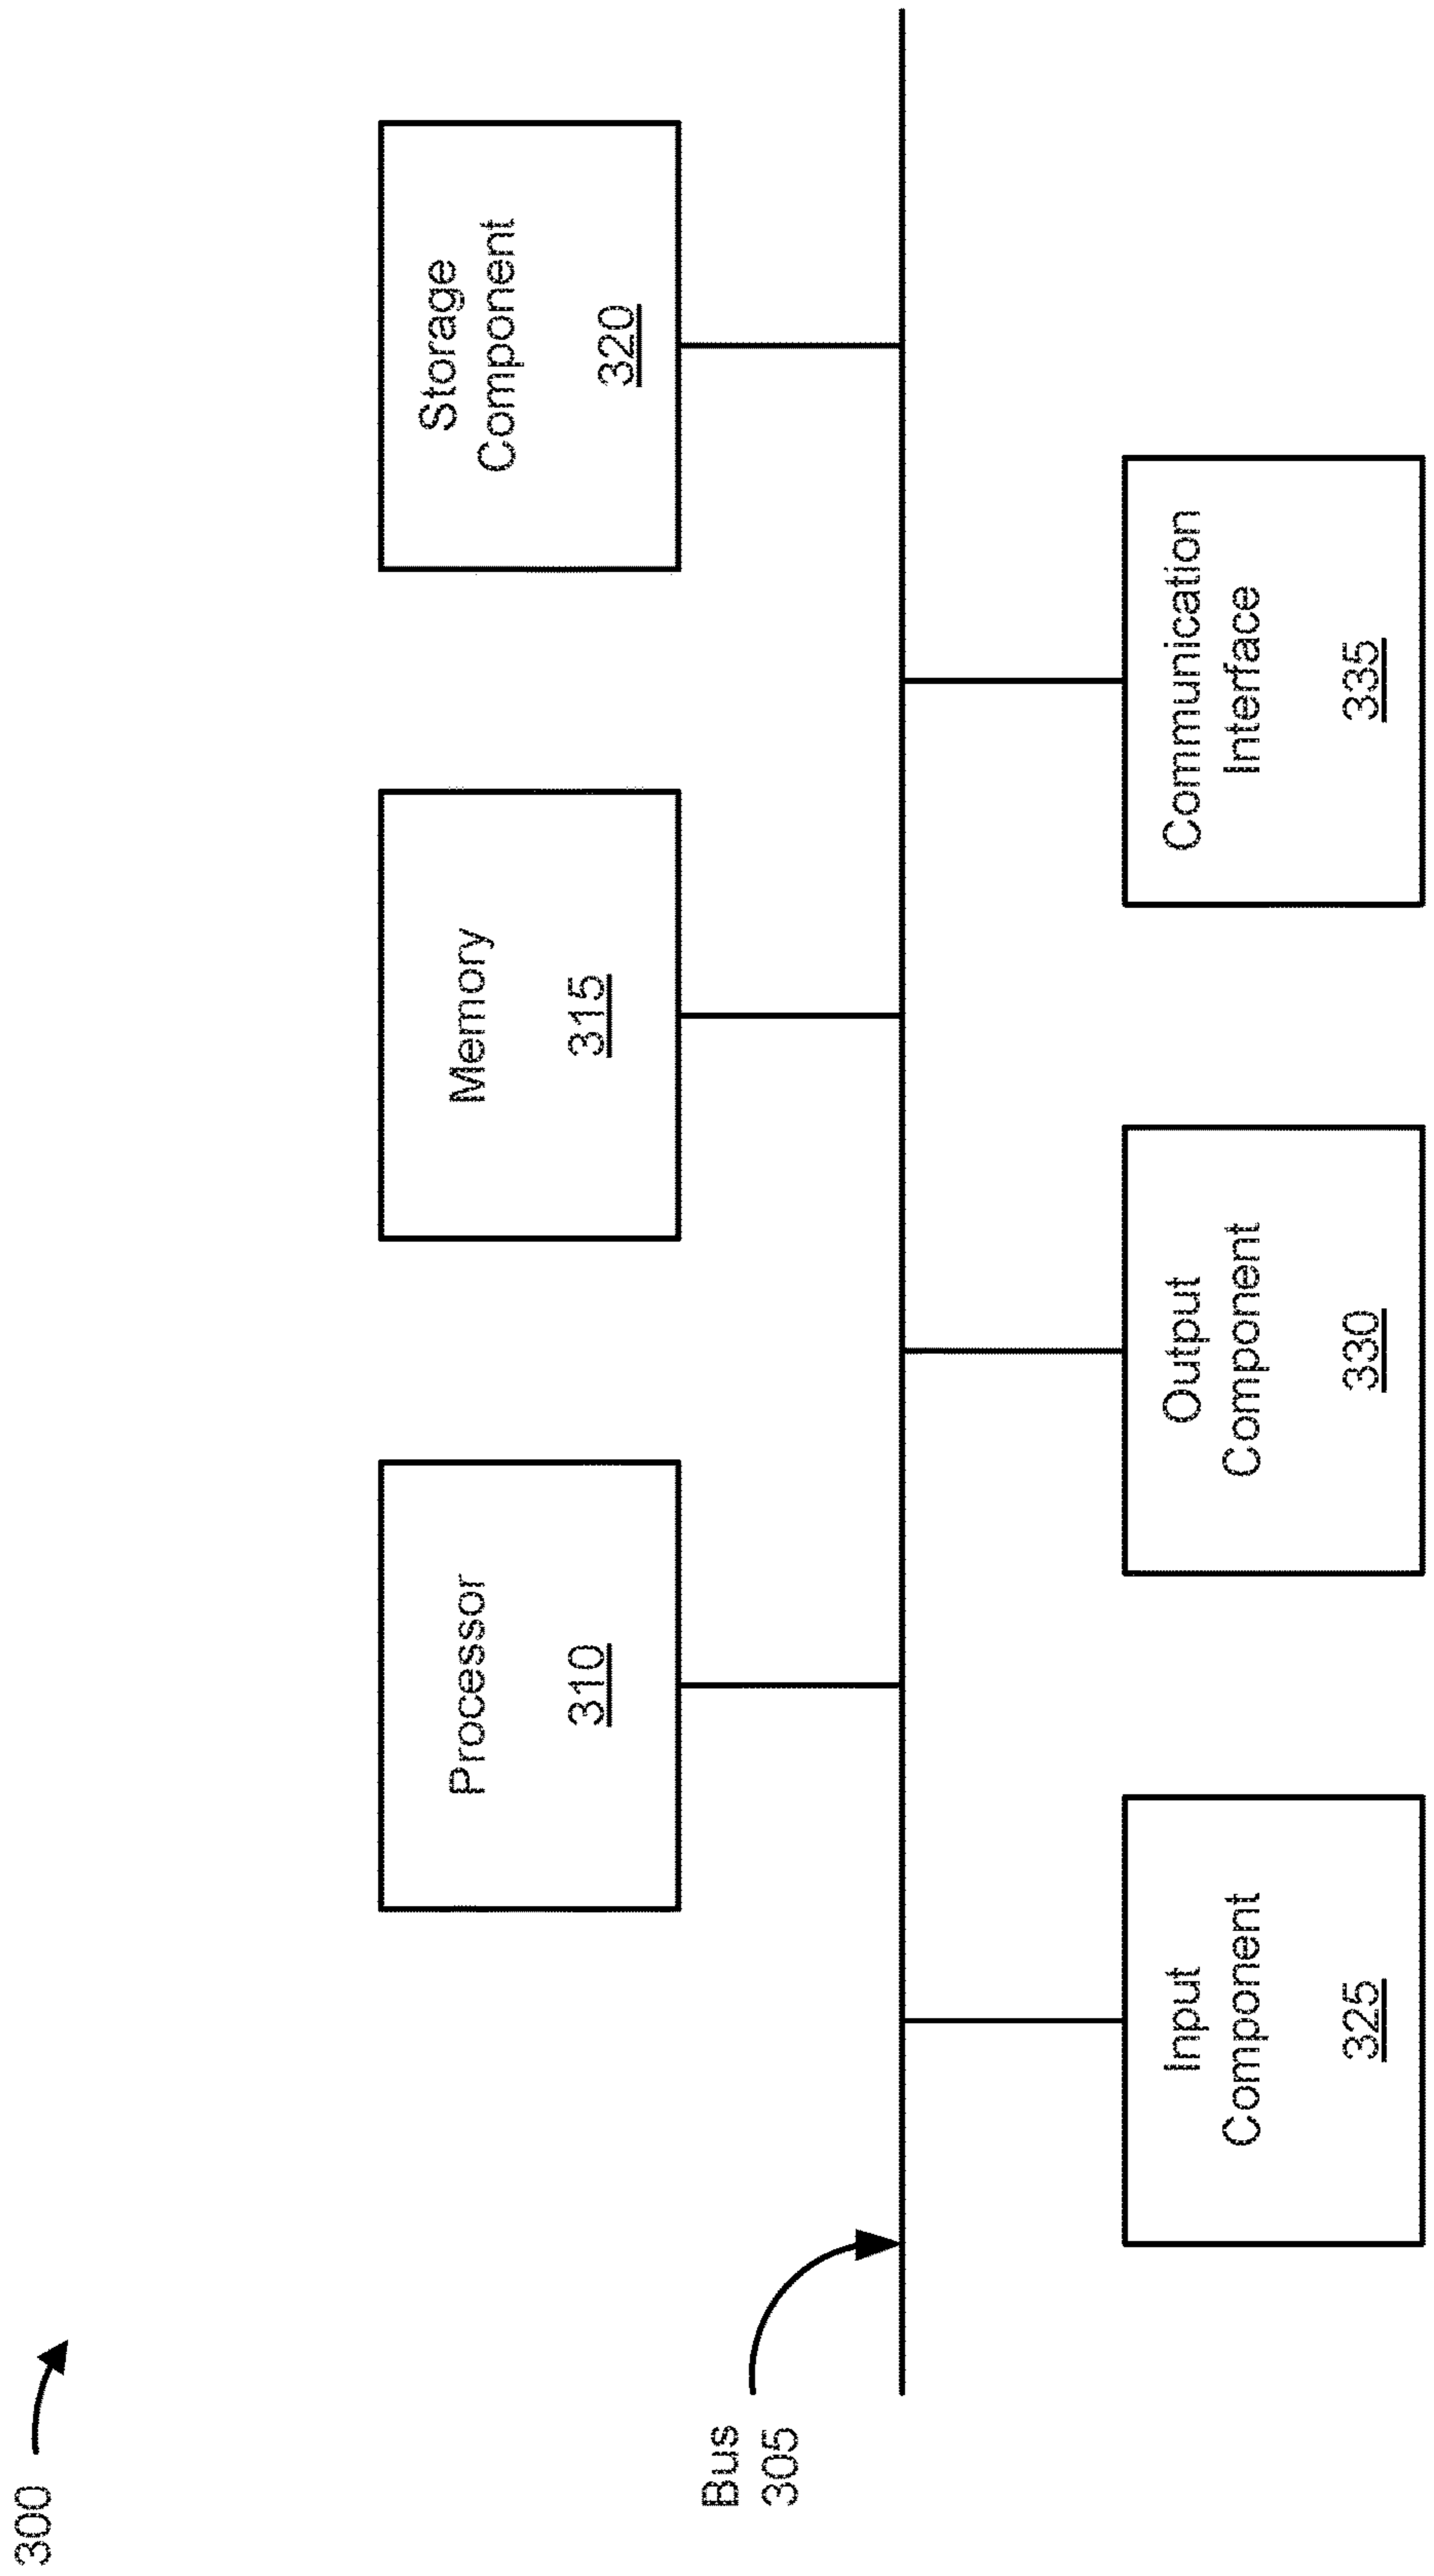 300
Processor
310
Memory
315
Storage
Component
320
Bus
305
Input
Component
325
Output
Component
330
Communication
Interface
335